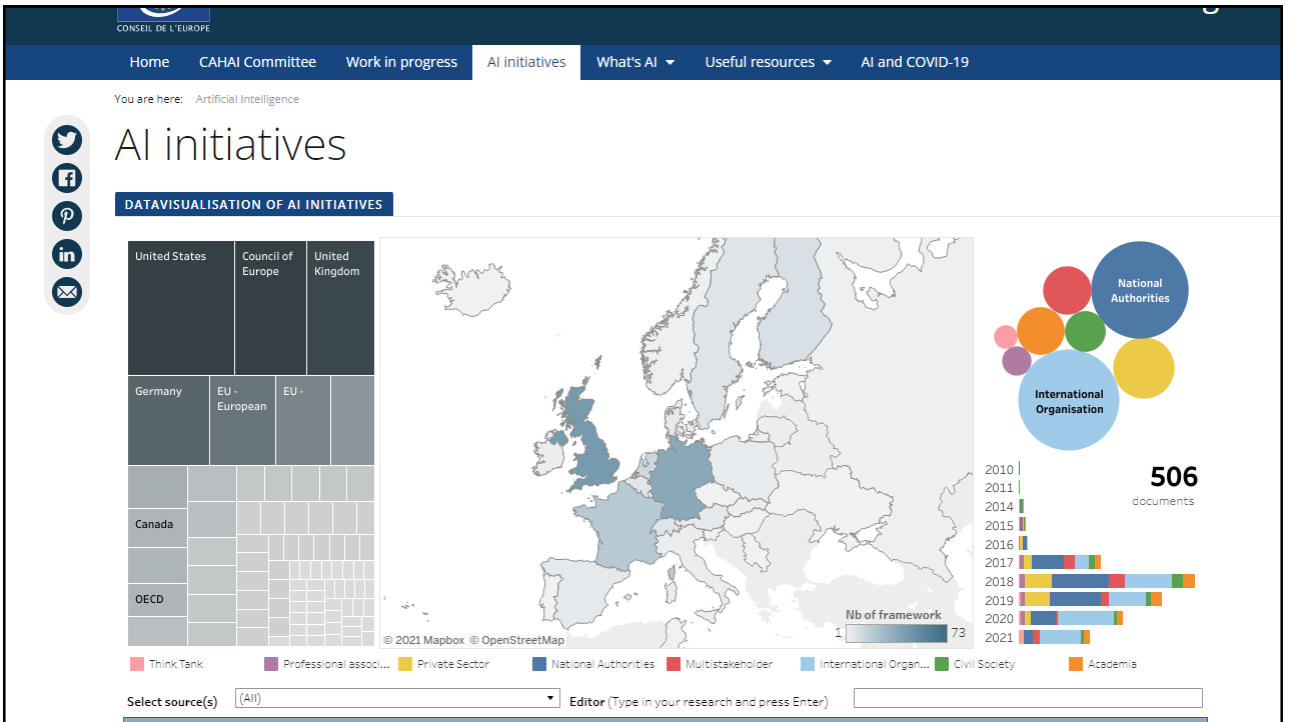 CONSEIL DE L'EUROPE
Home CAHAI Committee Work in progress AI initiatives What's AI Useful resources AI and COVID-19
You are here: Artificial Intelligence
AI initiatives
DATAVISUALISATION OF AI INITIATIVES
United States
Council of
Europe
United
Kingdom
Germany
EU -
European
EU -
Canada
OECD
Nb of framework
1 73
© 2021 Mapbox © OpenStreetMap
National
Authorities
International
Organisation
506
documents
2010
2011
2014
2015
2016
2017
2018
2019
2020
2021
Think Tank Professional associ... Private Sector National Authorities Multistakeholder International Organ... Civil Society Academia
Select source(s) (All) Editor (Type in your research and press Enter)